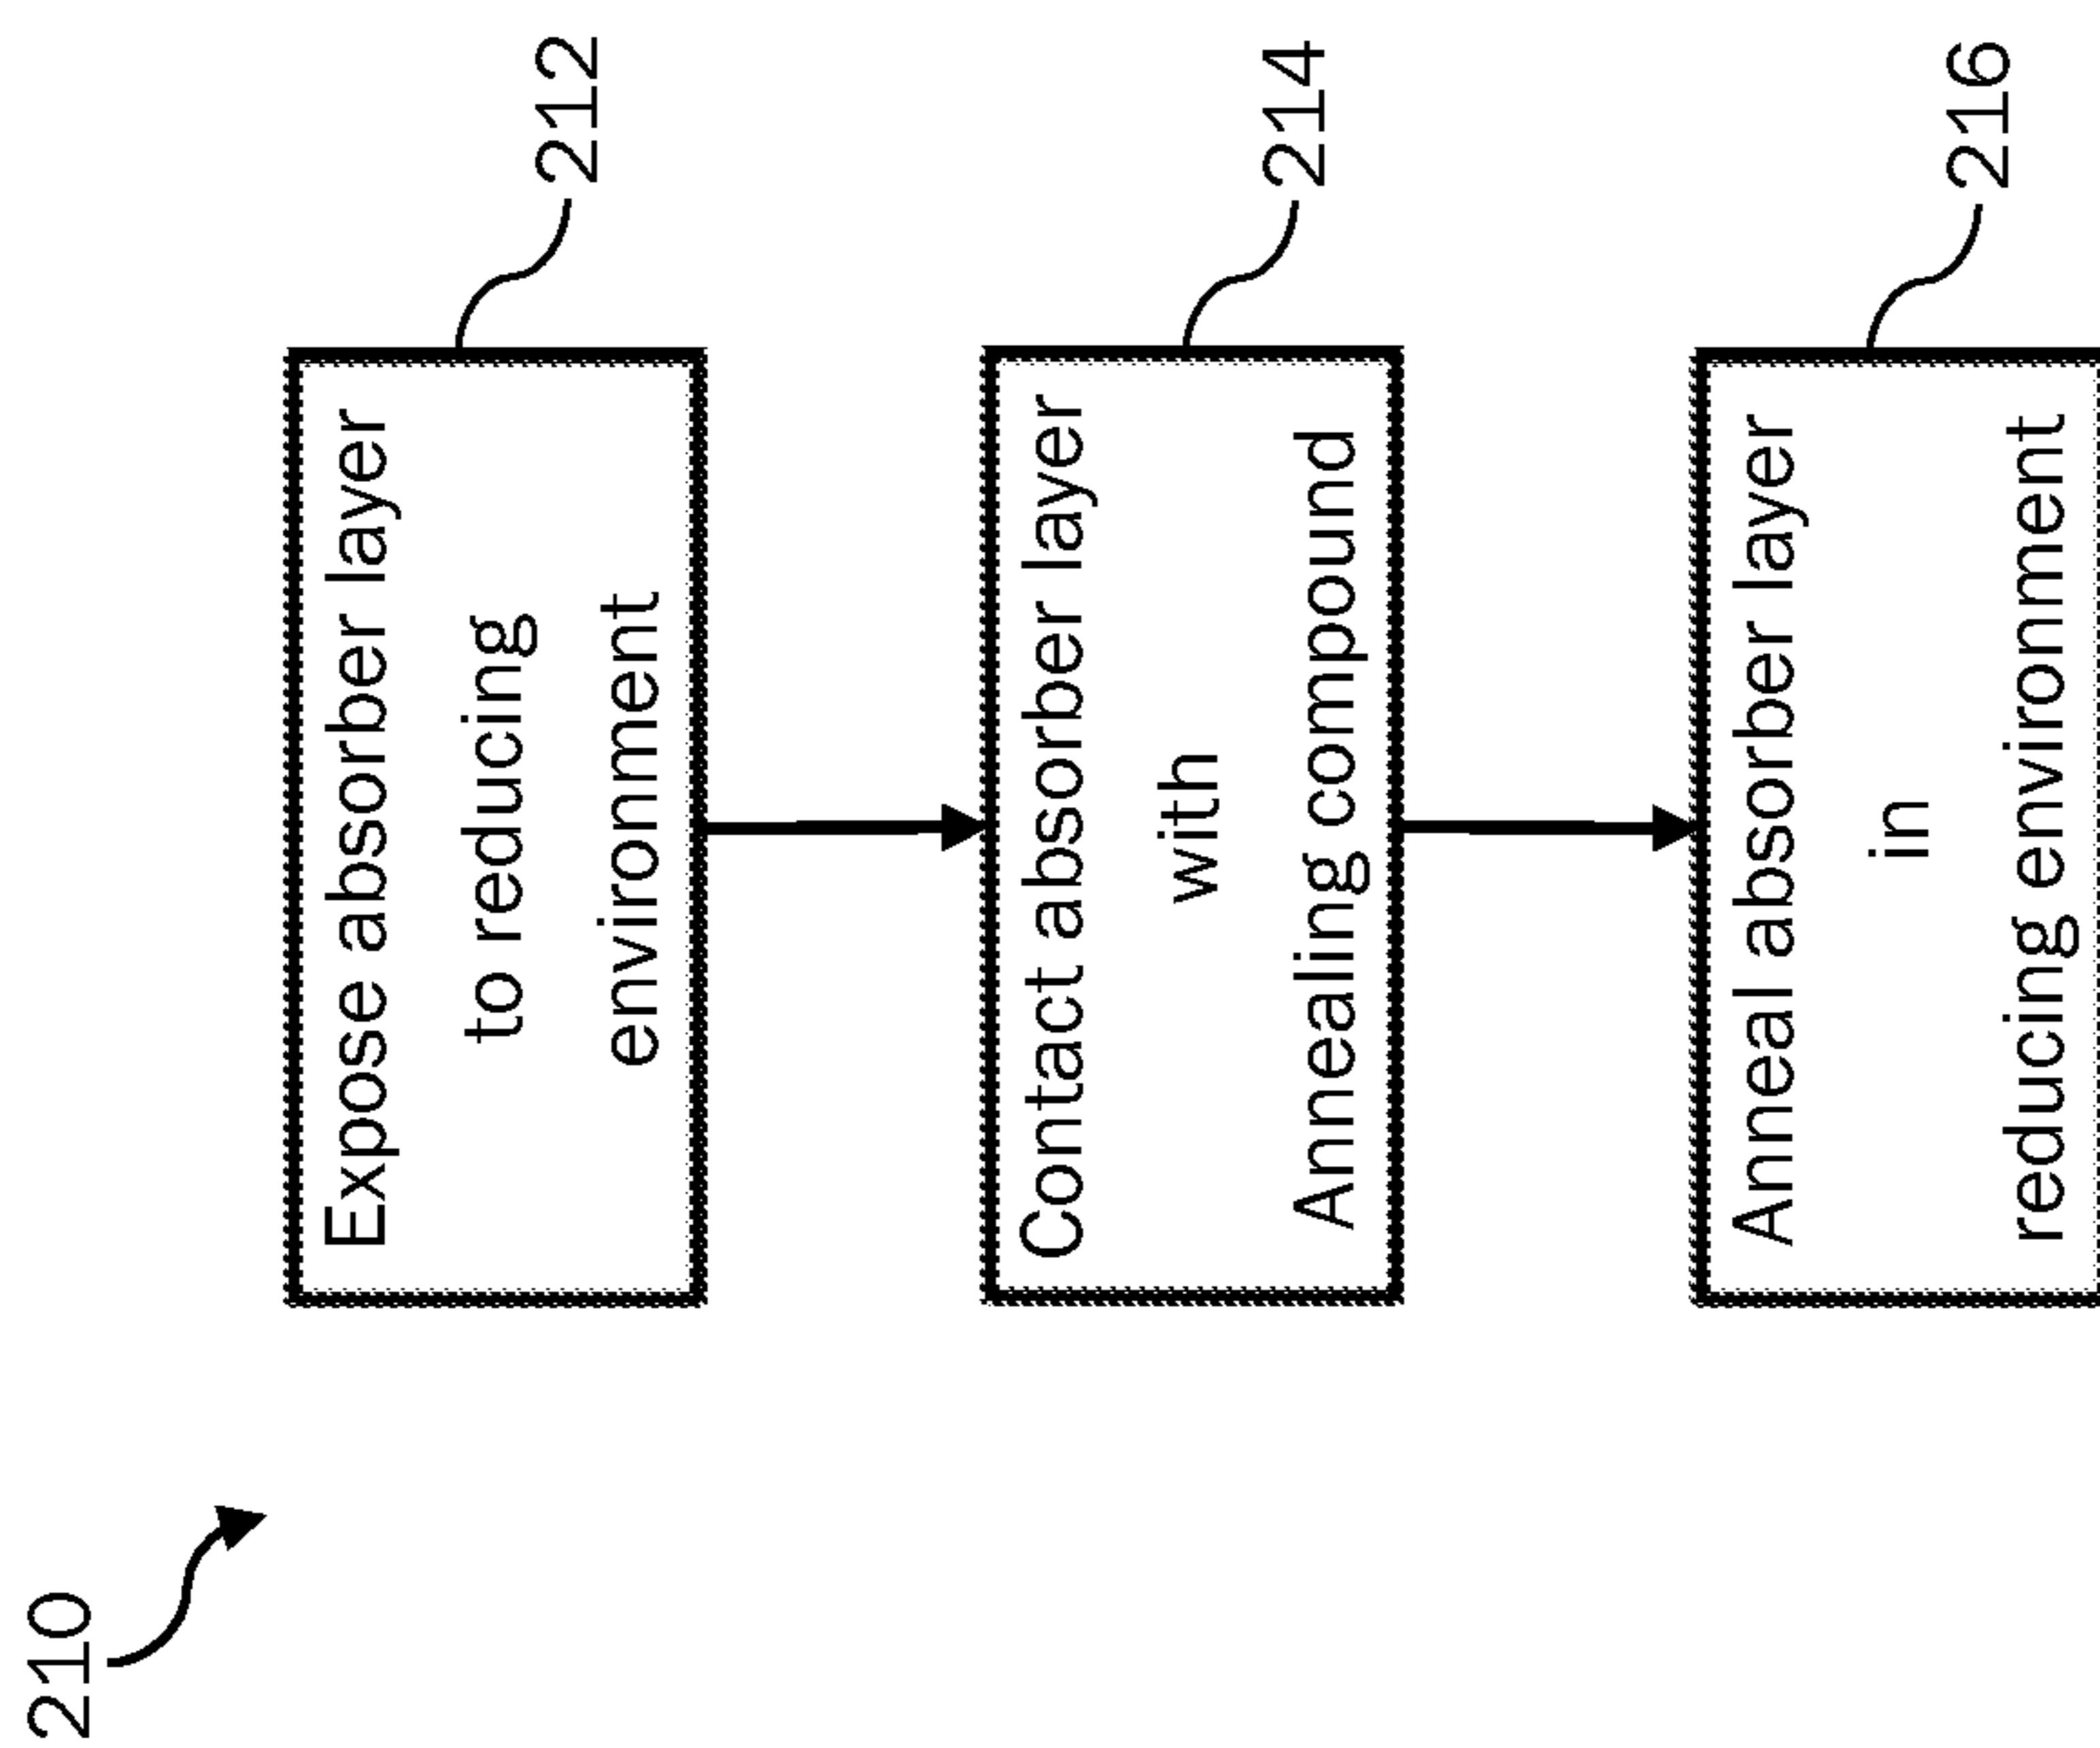 210
Expose absorber layer
to reducing
environment
212
Contact absorber layer
with
Annealing compound
214
Anneal absorber layer
in
reducing environment
216